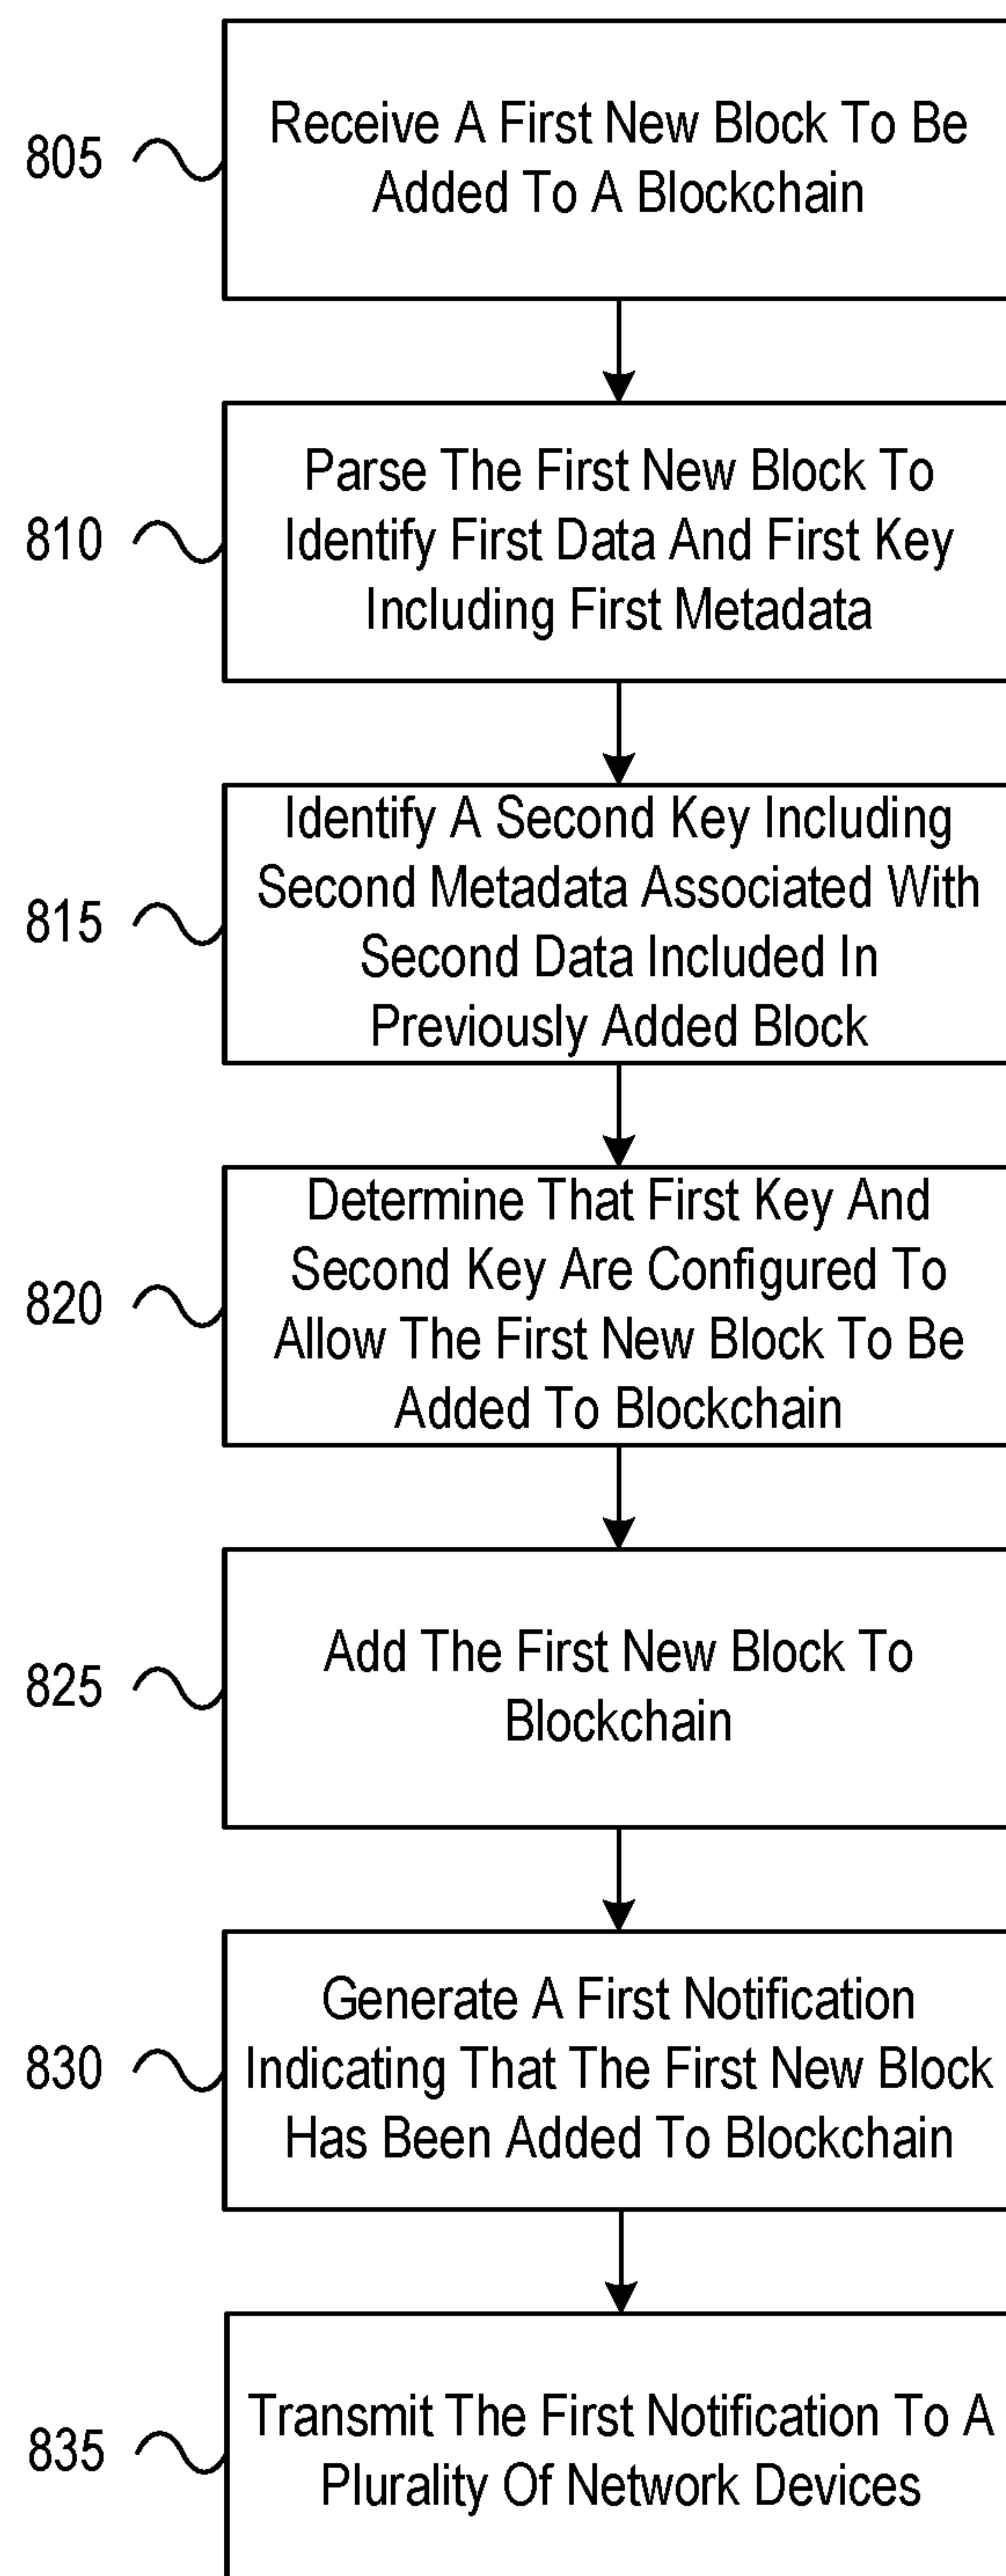 805
Receive A First New Block To Be
Added To A Blockchain
810
Parse The First New Block To
Identify First Data And First Key
Including First Metadata
815
Identify A Second Key Including
Second Metadata Associated With
Second Data Included In
Previously Added Block
820
Determine That First Key And
Second Key Are Configured To
Allow The First New Block To Be
Added To Blockchain
825
Add The First New Block To
Blockchain
830
Generate A First Notification
Indicating That The First New Block
Has Been Added To Blockchain
835
Transmit The First Notification To A
Plurality Of Network Devices